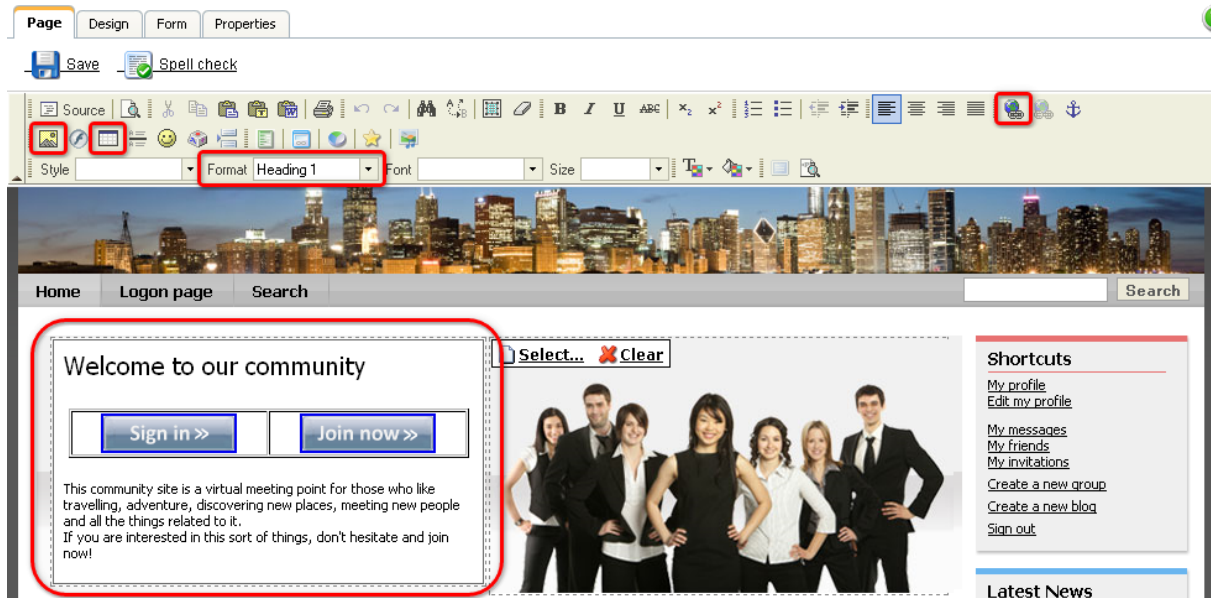 Page Design Form Properties
Save Spell check
Source B I U ABC x₂ x²
Style Format Heading 1 Font Size
Home Logon page Search Search
Welcome to our community
Sign in » Join now »
This community site is a virtual meeting point for those who like
travelling, adventure, discovering new places, meeting new people
and all the things related to it.
If you are interested in this sort of things, don't hesitate and join
now!
Select... Clear
Shortcuts
My profile
Edit my profile
My messages
My friends
My invitations
Create a new group
Create a new blog
Sign out
Latest News